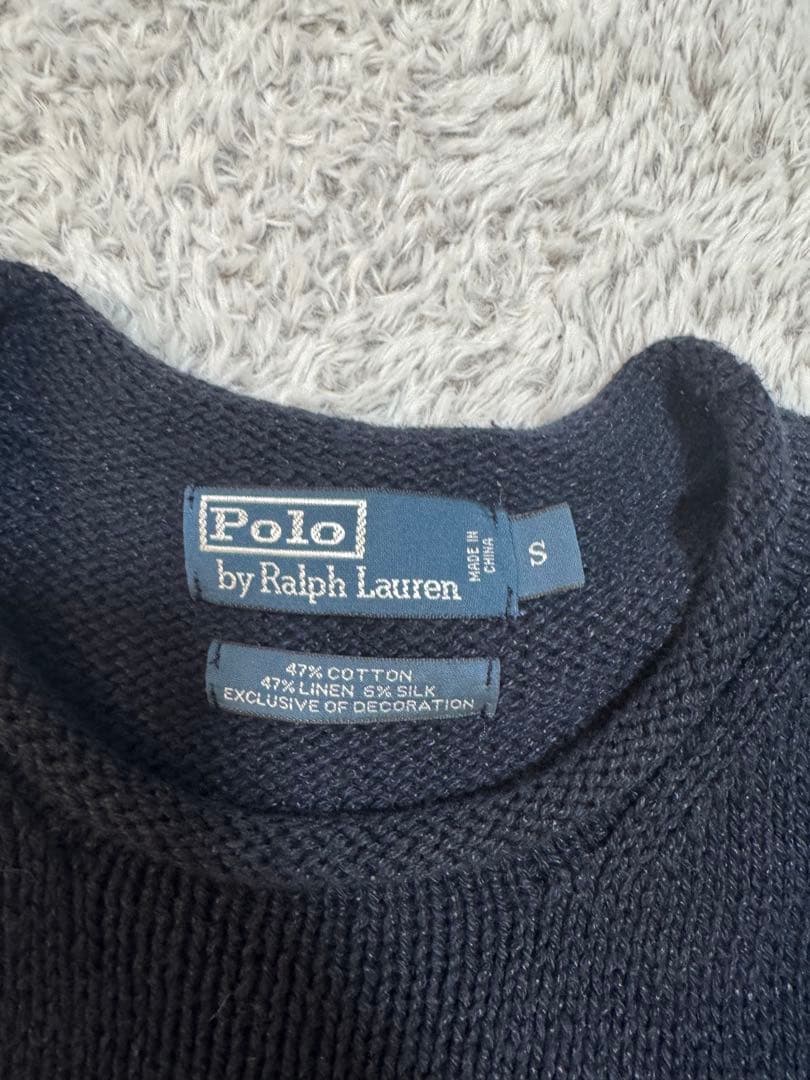 Polo
by Ralph Lauren
MADE IN
CHINA
S
47% COTTON
47% LINEN 6% SILK
EXCLUSIVE OF DECORATION